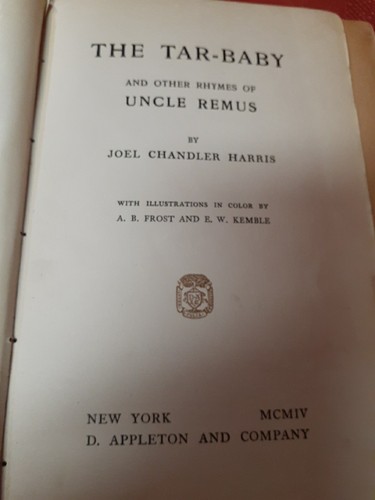 THE TAR-BABY
AND OTHER RHYMES OF
UNCLE REMUS
BY
JOEL CHANDLER HARRIS
WITH ILLUSTRATIONS IN COLOR BY
A. B. FROST AND E. W. KEMBLE
NEW YORK MCMIV
D. APPLETON AND COMPANY